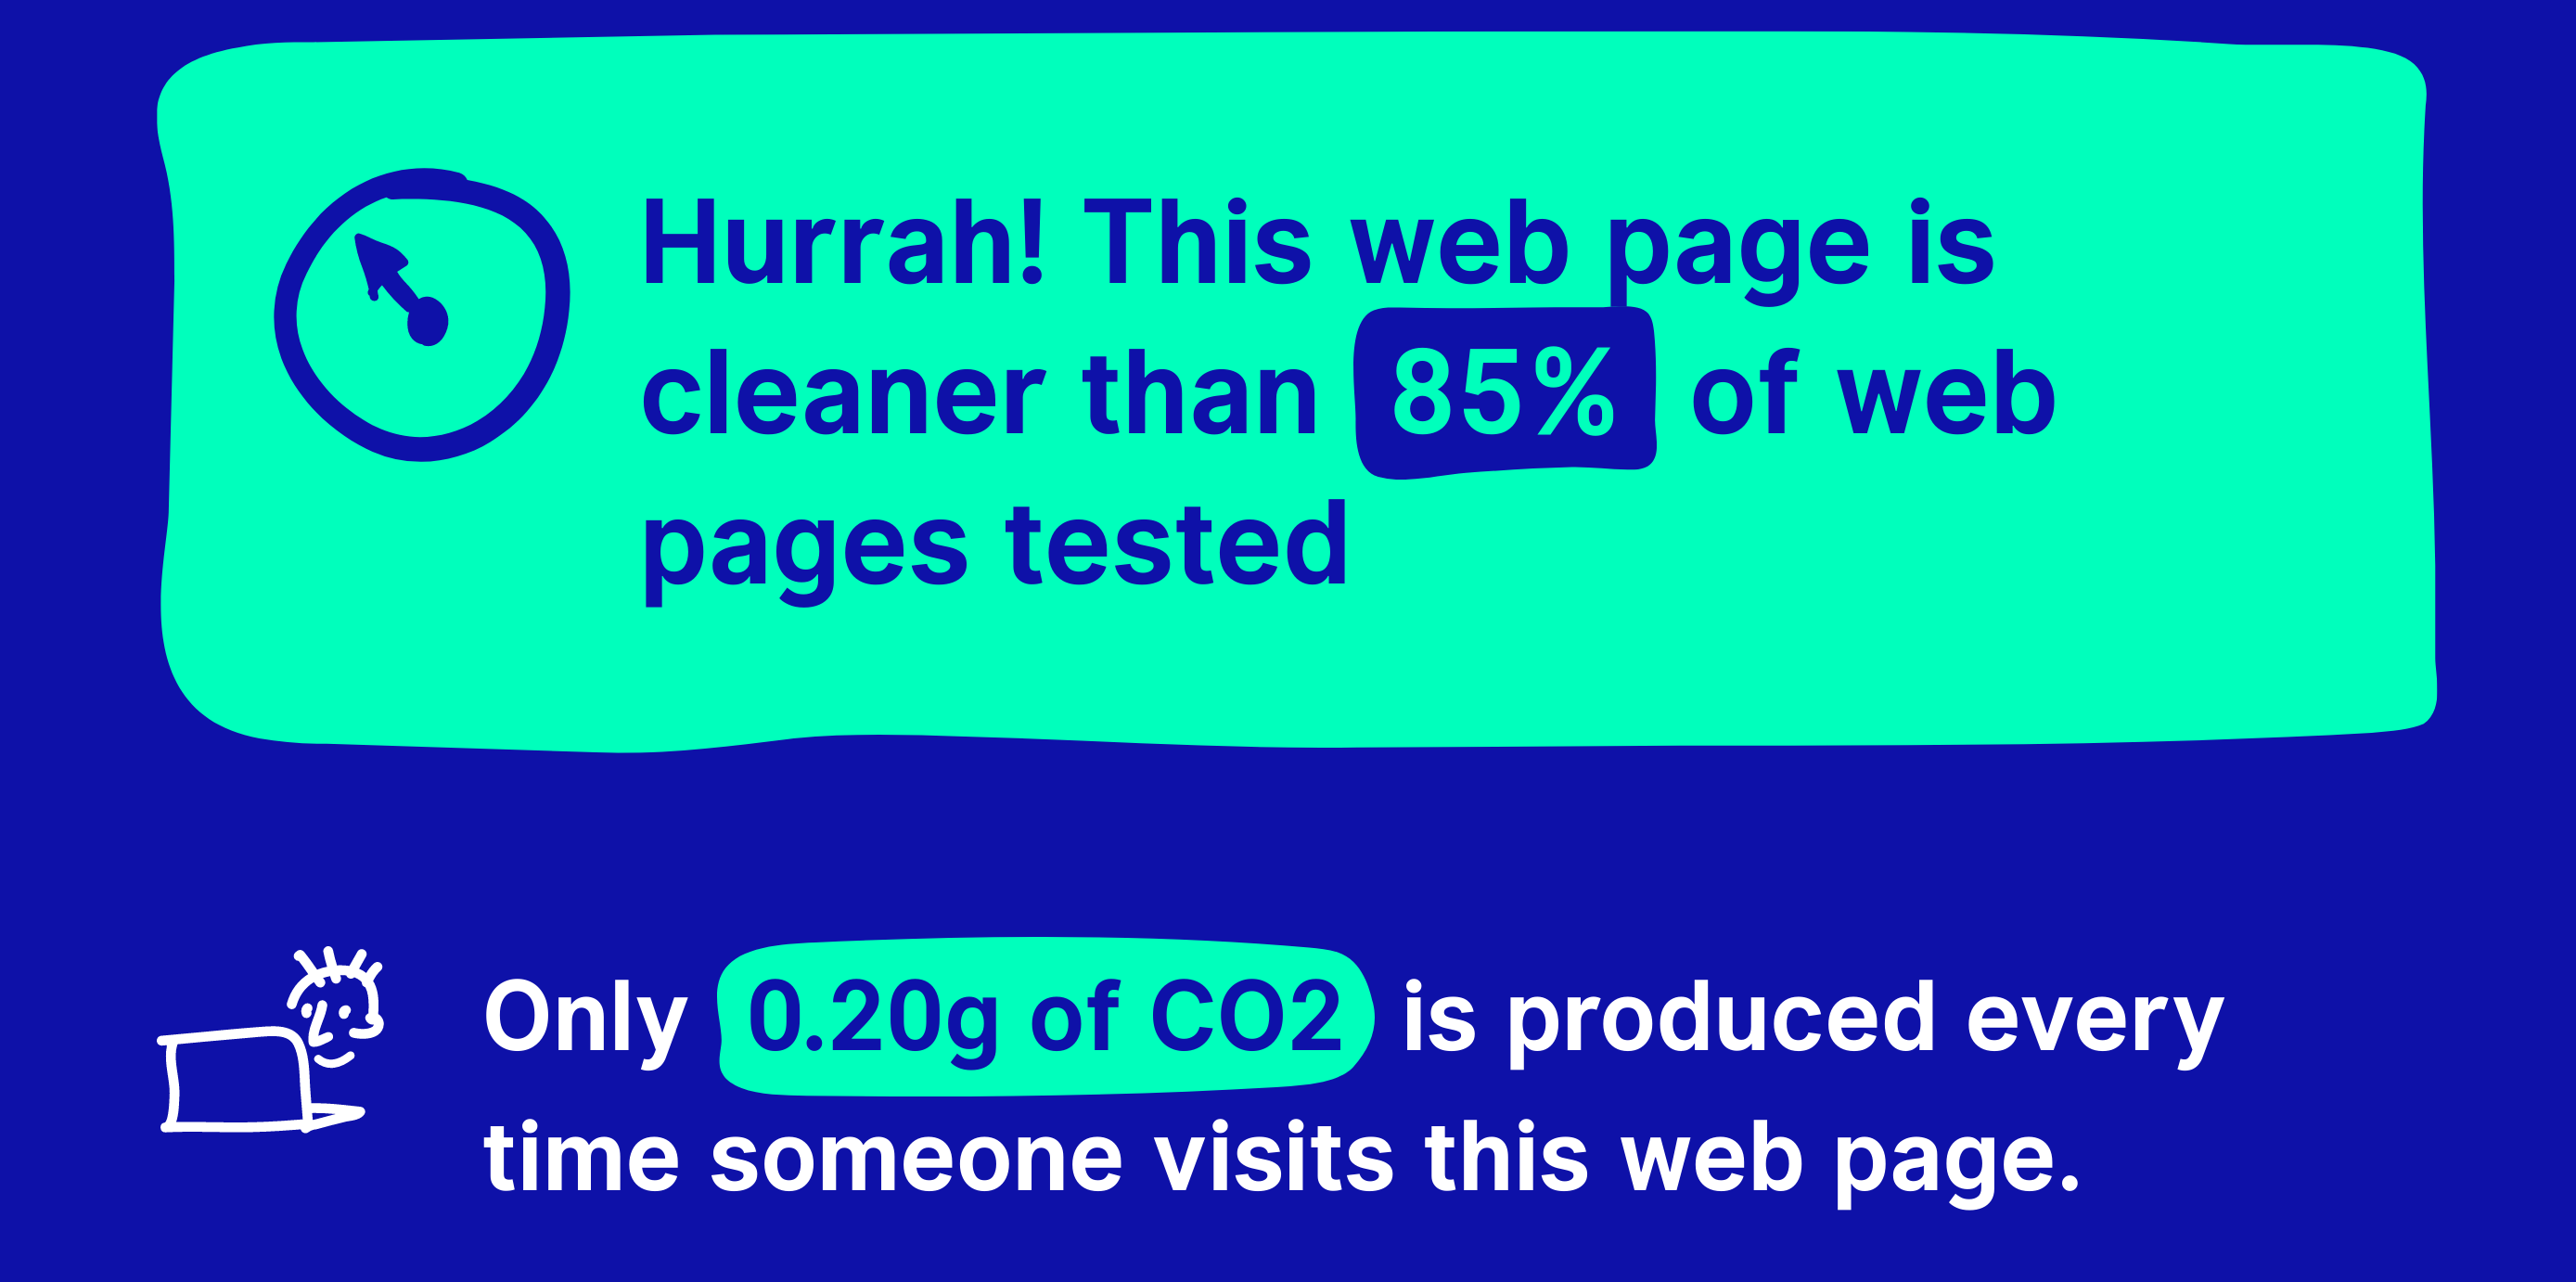 Hurrah! This web page is
cleaner than 85% of web
pages tested
Only 0.20g of CO2 is produced every
time someone visits this web page.